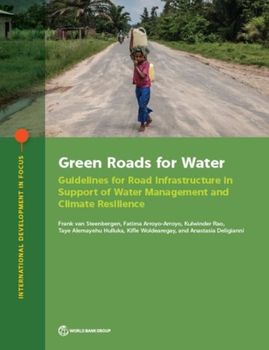 INTERNATIONAL DEVELOPMENT IN FOCUS
Green Roads for Water
Guidelines for Road Infrastructure in
Support of Water Management and
Climate Resilience
Frank van Steenbergen, Fatima Arroyo-Arroyo, Kulwinder Rao,
Taye Alemayehu Hulluka, Kifle Woldearegay, and Anastasia Deligianni
WORLD BANK GROUP